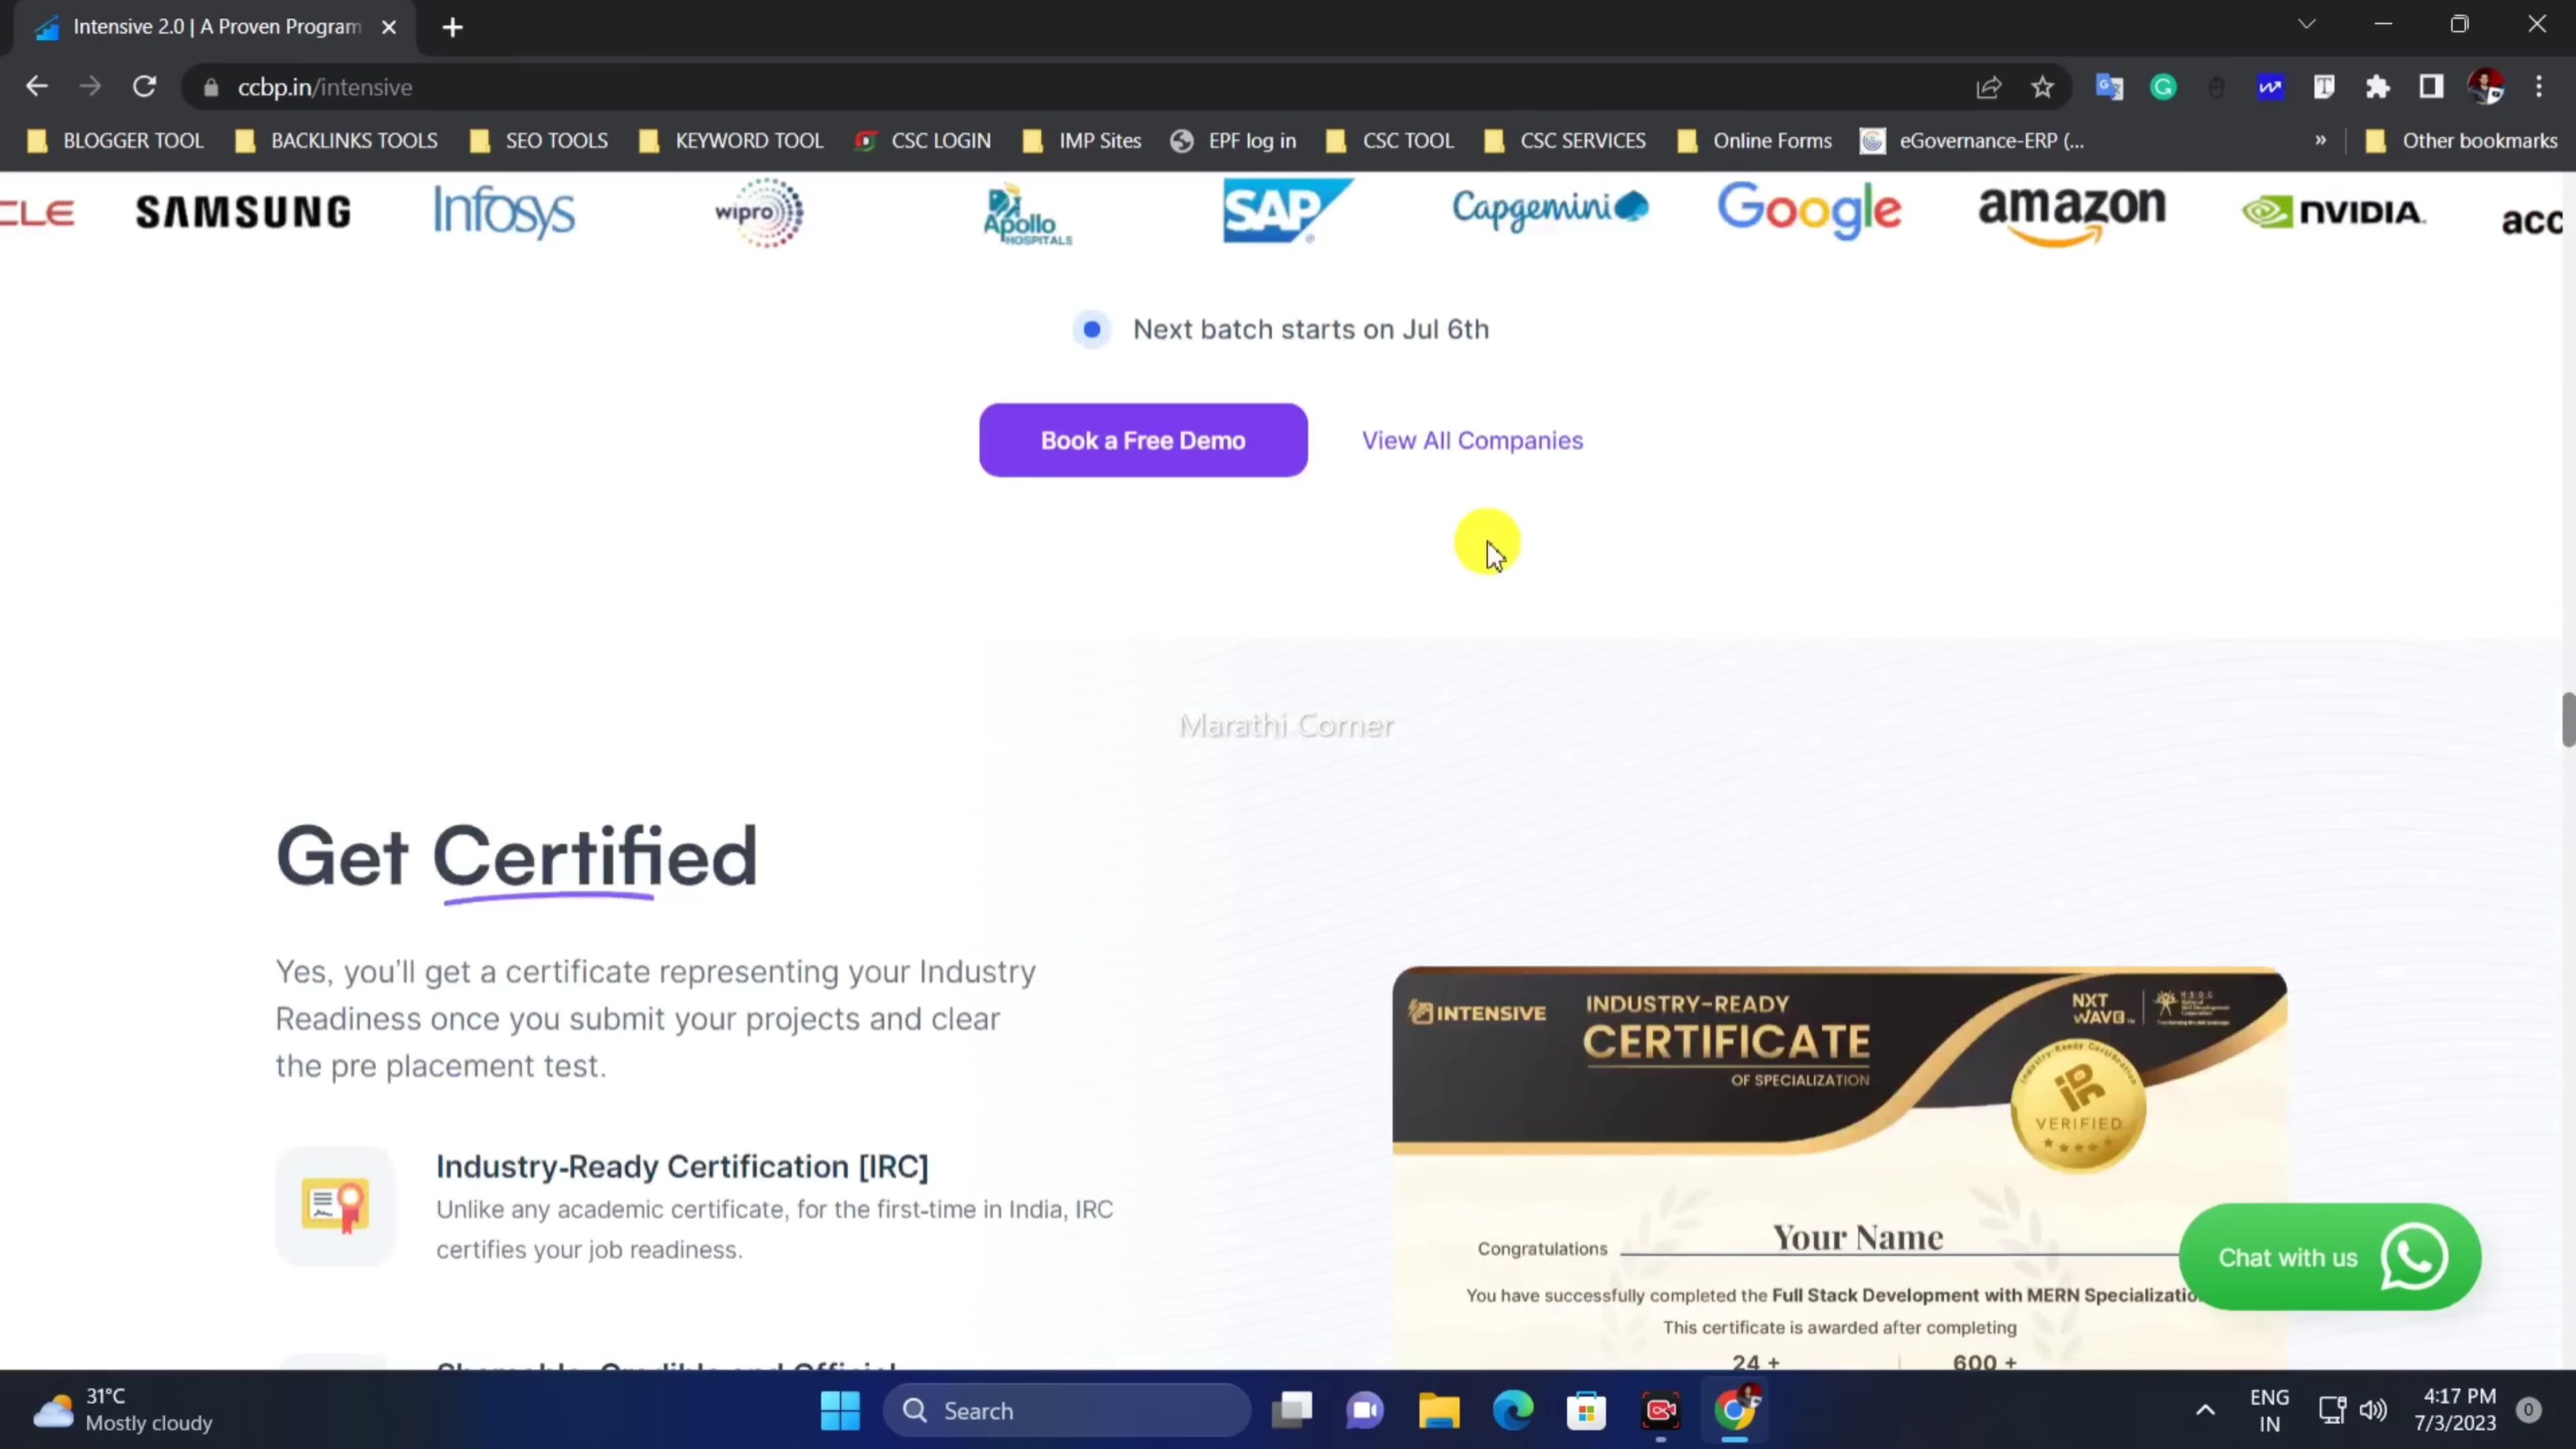 Intensive 2.0 | A Proven Program
ccbp.in/intensive
BLOGGER TOOL BACKLINKS TOOLS SEO TOOLS KEYWORD TOOL CSC LOGIN IMP Sites EPF log in CSC TOOL CSC SERVICES Online Forms eGovernance-ERP (... » Other bookmarks
CLE SAMSUNG Infosys wipro Apollo HOSPITALS SAP Capgemini Google amazon NVIDIA. acc
Next batch starts on Jul 6th
Book a Free Demo View All Companies
Marathi Corner
Get Certified
Yes, you'll get a certificate representing your Industry
Readiness once you submit your projects and clear
the pre placement test.
Industry-Ready Certification [IRC]
Unlike any academic certificate, for the first-time in India, IRC
certifies your job readiness.
INTENSIVE
INDUSTRY-READY
CERTIFICATE
OF SPECIALIZATION
NXT
WAVE
Industry-Ready Certification
VERIFIED
Congratulations Your Name
You have successfully completed the Full Stack Development with MERN Specializatio
This certificate is awarded after completing
24 + 600 +
Chat with us
31°C
Mostly cloudy
Search
ENG
IN
4:17 PM
7/3/2023
0